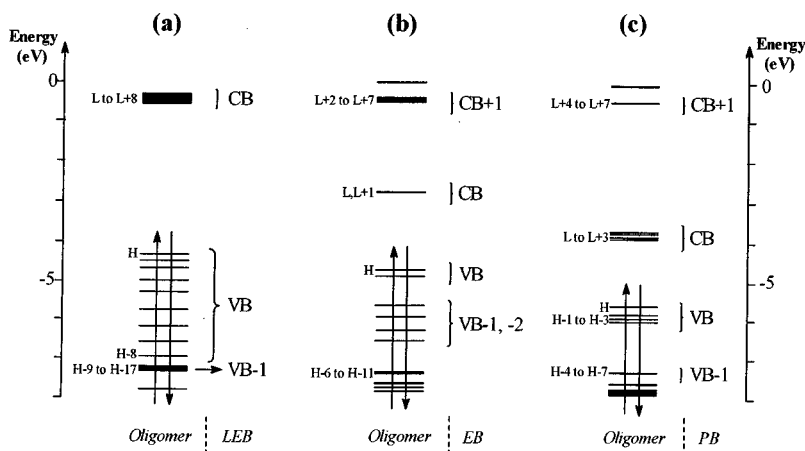 (a)
(b)
(c)
Energy
(eV)
0
-5
L to L+8
CB
H
VB
H-8
H-9 to H-17
VB-1
Oligomer
LEB
L+2 to L+7
CB+1
L,L+1
CB
H
VB
VB-1, -2
H-6 to H-11
Oligomer
EB
L+4 to L+7
CB+1
L to L+3
CB
H
H-1 to H-3
VB
H-4 to H-7
VB-1
Oligomer
PB
Energy
(eV)
0
-5